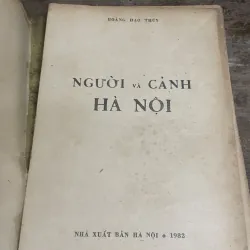 HOÀNG ĐẠO THÚY
NGƯỜI VÀ CẢNH
HÀ NỘI
NHÀ XUẤT BẢN HÀ NỘI * 1982